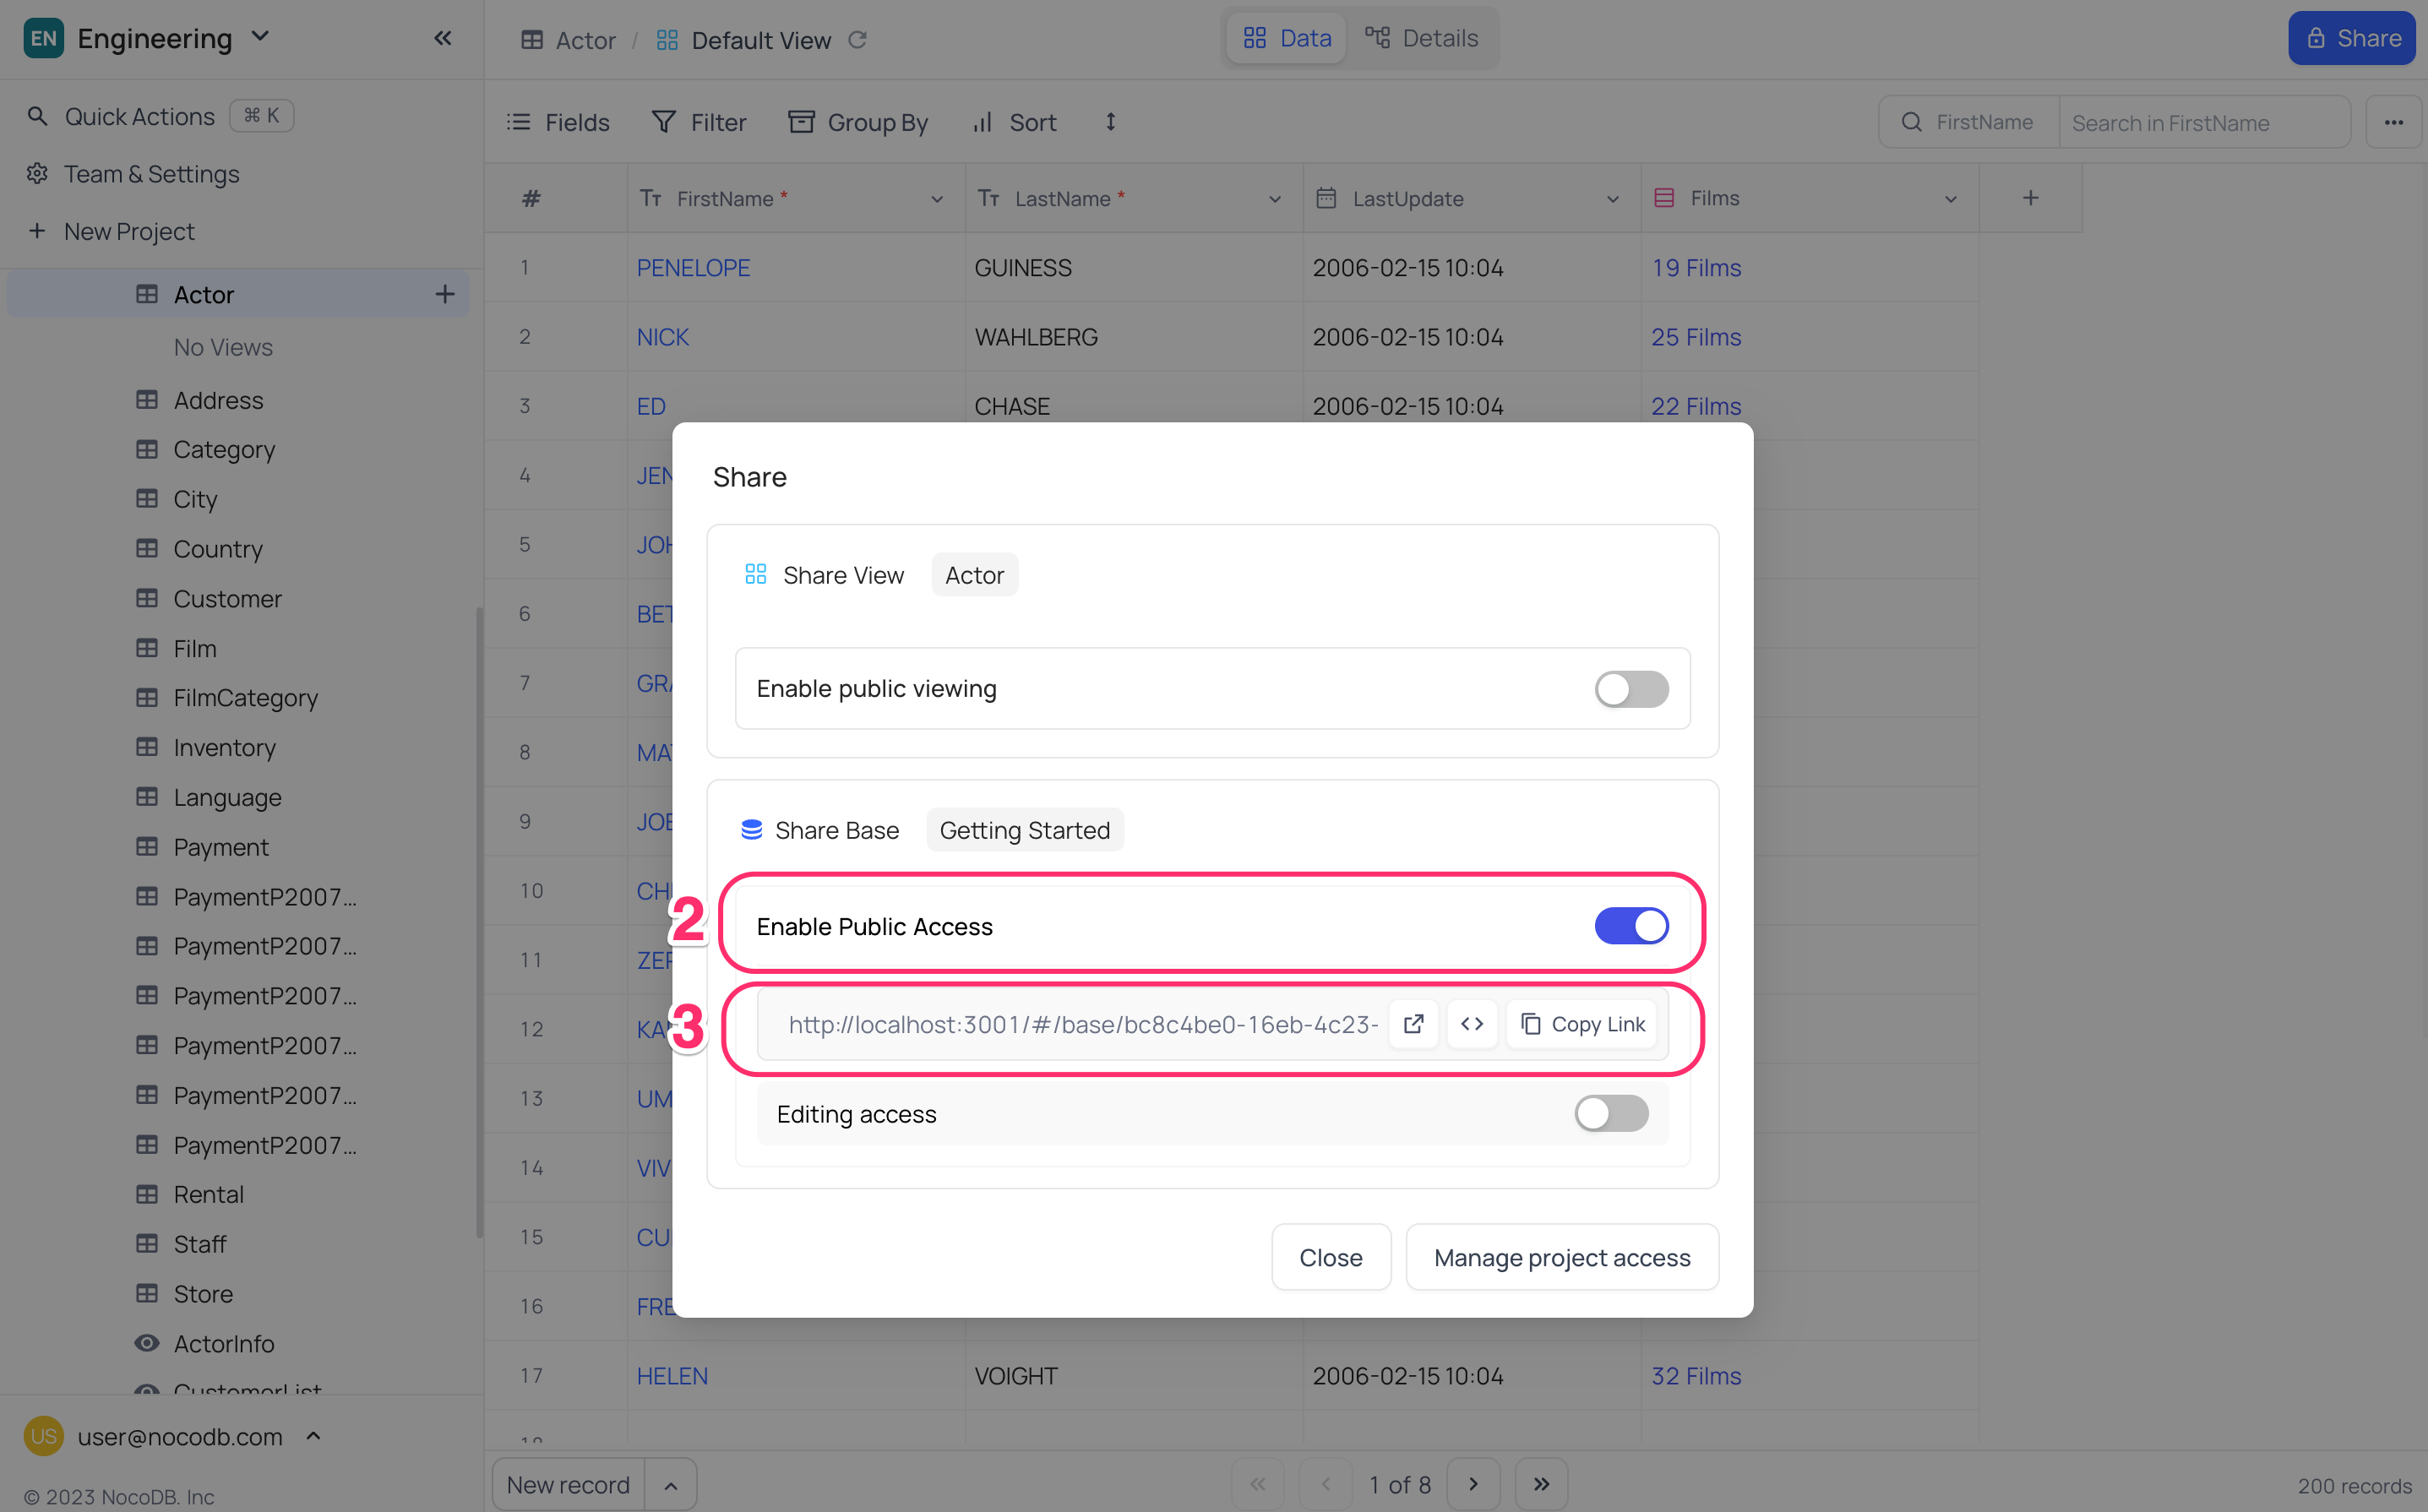 EN Engineering
Actor / Default View
Data
Details
Share
Quick Actions ⌘ K
Team & Settings
New Project
Fields
Filter
Group By
Sort
FirstName
Search in FirstName
Actor
No Views
Address
Category
City
Country
Customer
Film
FilmCategory
Inventory
Language
Payment
PaymentP2007...
PaymentP2007...
PaymentP2007...
PaymentP2007...
PaymentP2007...
PaymentP2007...
Rental
Staff
Store
ActorInfo
CustomerList
US user@nocodb.com
© 2023 NocoDB. Inc
# FirstName * LastName * LastUpdate Films
1 PENELOPE GUINESS 2006-02-15 10:04 19 Films
2 NICK WAHLBERG 2006-02-15 10:04 25 Films
3 ED CHASE 2006-02-15 10:04 22 Films
4 JEN
5 JOH
6 BET
7 GRA
8 MA
9 JOE
10 CH
11 ZER
12 KA
13 UM
14 VIV
15 CU
16 FRE
17 HELEN VOIGHT 2006-02-15 10:04 32 Films
Share
Share View Actor
Enable public viewing
Share Base Getting Started
2 Enable Public Access
3 http://localhost:3001/#/base/bc8c4be0-16eb-4c23- Copy Link
Editing access
Close
Manage project access
New record
1 of 8
200 records